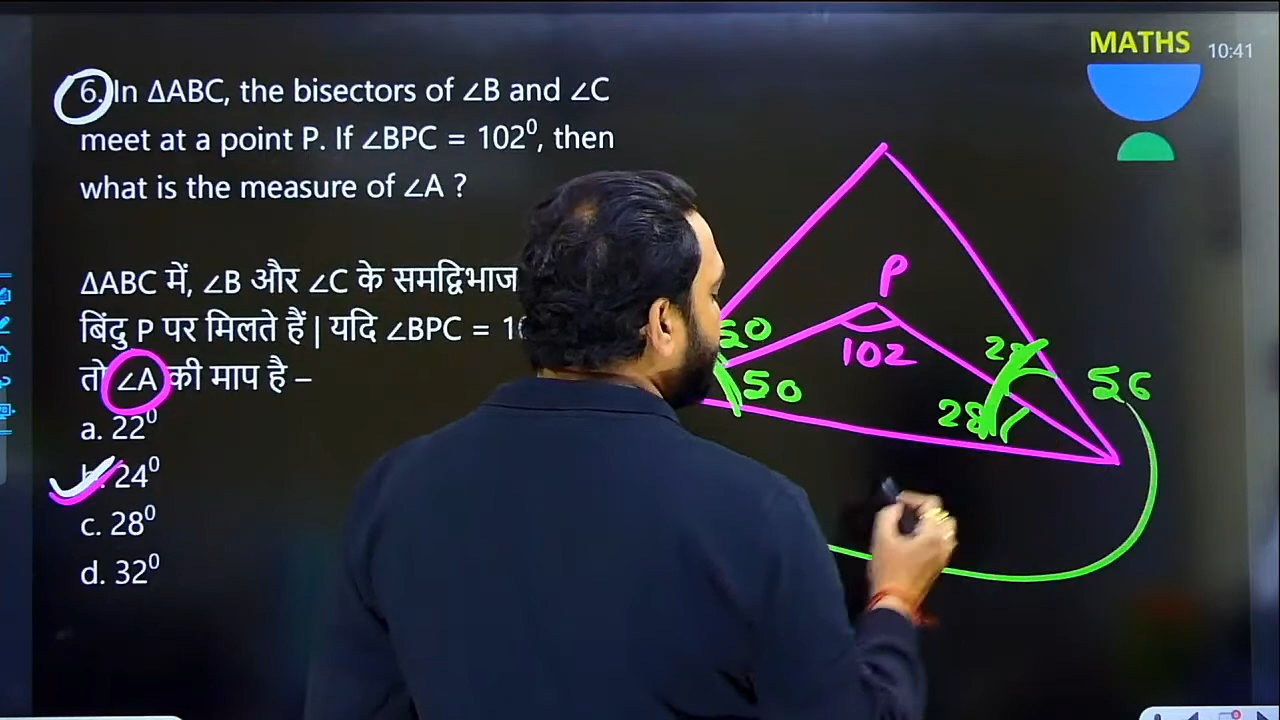 MATHS
10:41
6. In ΔABC, the bisectors of ∠B and ∠C
meet at a point P. If ∠BPC = 102⁰, then
what is the measure of ∠A ?
ΔABC में, ∠B और ∠C के समद्विभाज
बिंदु P पर मिलते हैं | यदि ∠BPC = 1
तो ∠A की माप है –
a. 22⁰
b. 24⁰
c. 28⁰
d. 32⁰
P
102
50
50
28
56